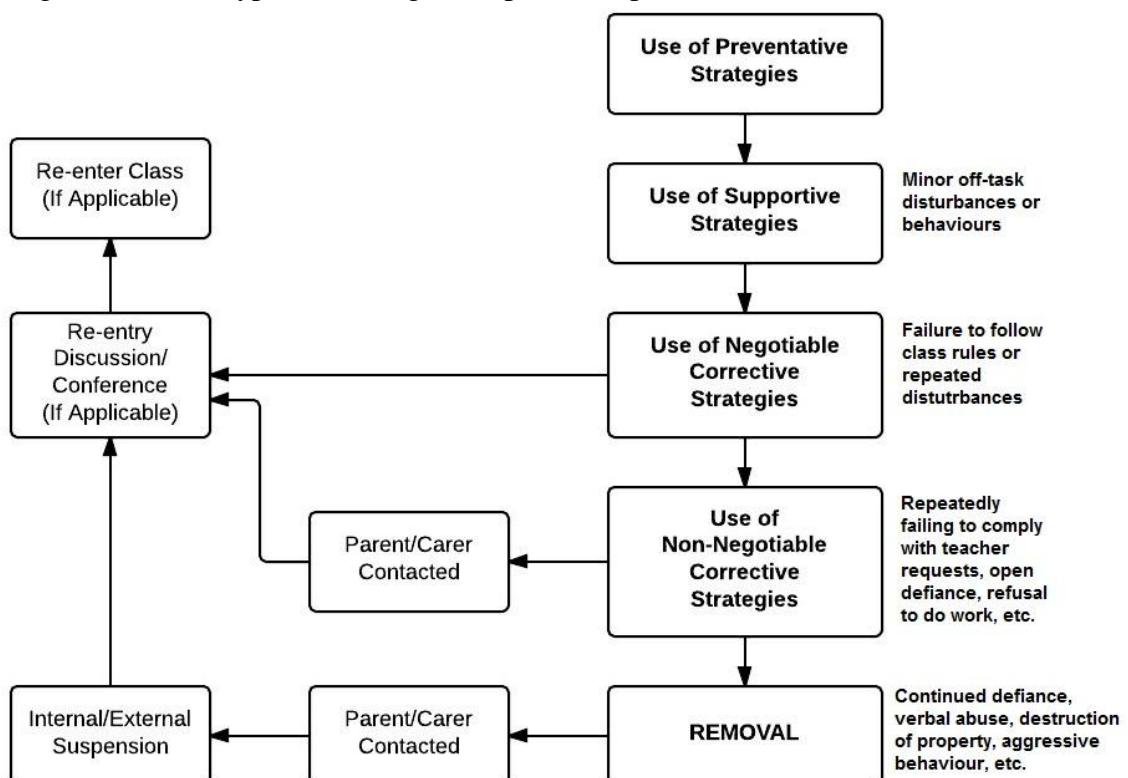 Use of Preventative
Strategies
Re-enter Class
(If Applicable)
Use of Supportive
Strategies
Minor off-task
disturbances or
behaviours
Re-entry
Discussion/
Conference
(If Applicable)
Use of Negotiable
Corrective
Strategies
Failure to follow
class rules or
repeated
distutrbances
Parent/Carer
Contacted
Use of
Non-Negotiable
Corrective
Strategies
Repeatedly
failing to comply
with teacher
requests, open
defiance, refusal
to do work, etc.
Internal/External
Suspension
Parent/Carer
Contacted
REMOVAL
Continued defiance,
verbal abuse, destruction
of property, aggressive
behaviour, etc.